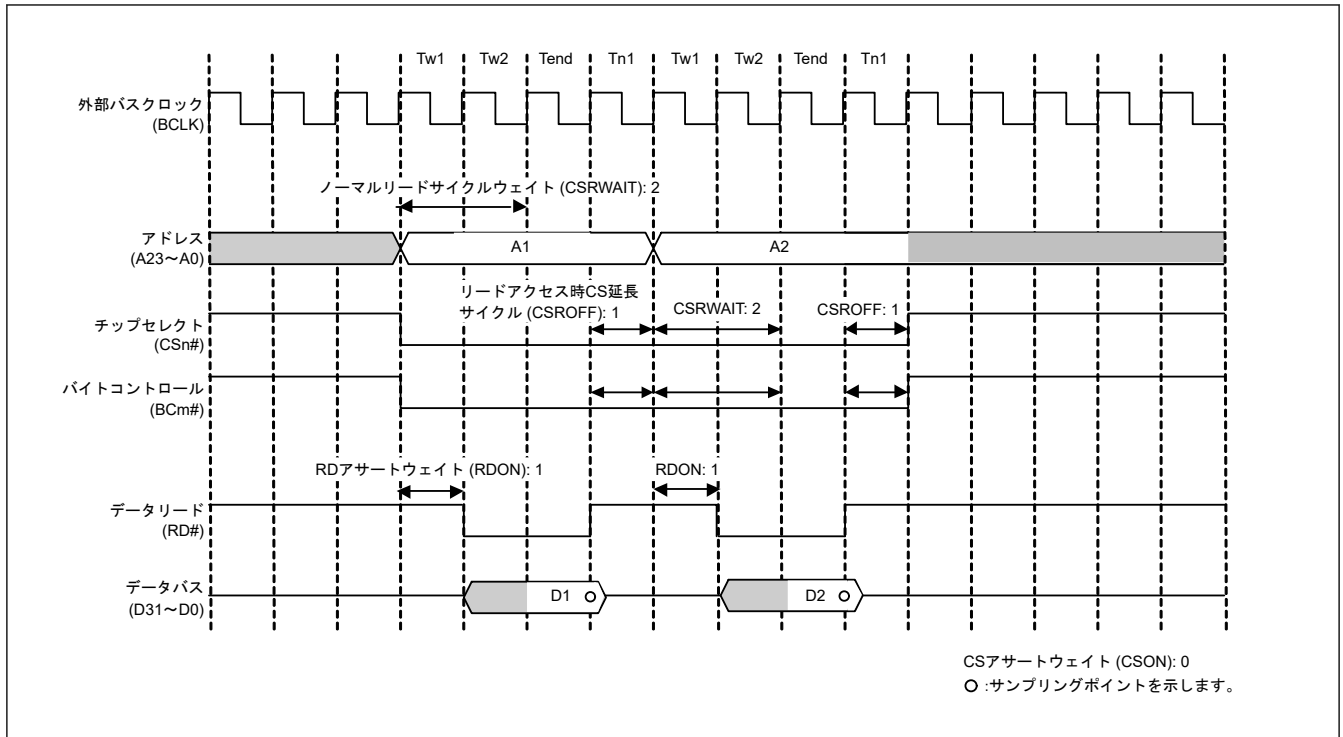 Tw1 Tw2 Tend Tn1 Tw1 Tw2 Tend Tn1
外部バスクロック
(BCLK)
ノーマルリードサイクルウェイト (CSRWAIT): 2
アドレス
(A23～A0)
A1 A2
リードアクセス時CS延長
サイクル (CSROFF): 1
CSRWAIT: 2
CSROFF: 1
チップセレクト
(CSn#)
バイトコントロール
(BCm#)
RDアサートウェイト (RDON): 1
RDON: 1
データリード
(RD#)
データバス
(D31～D0)
D1 D2
CSアサートウェイト (CSON): 0
○ :サンプリングポイントを示します。